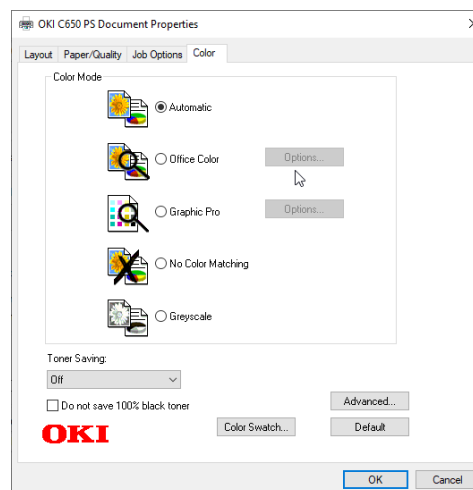 OKI C650 PS Document Properties
Layout Paper/Quality Job Options Color
Color Mode
Automatic
Office Color Options...
Graphic Pro Options...
No Color Matching
Greyscale
Toner Saving:
Off
Do not save 100% black toner
Advanced...
OKI
Color Swatch... Default
OK Cancel